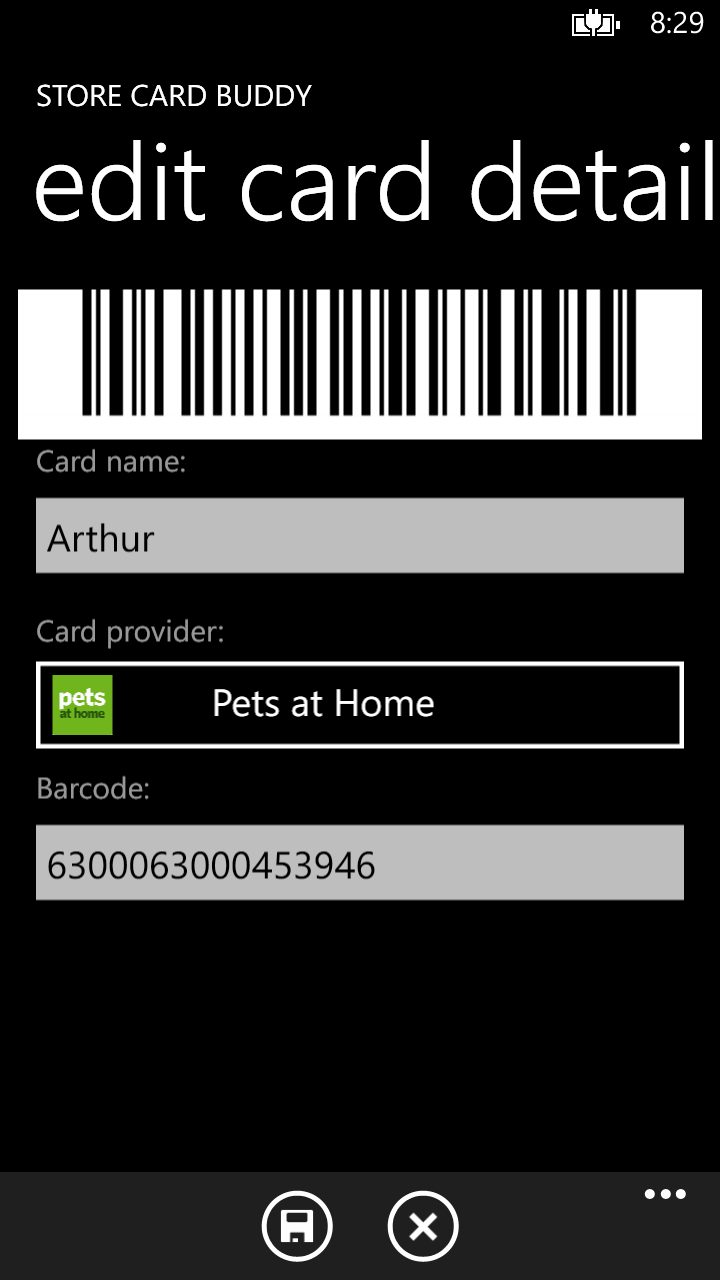 8:29
STORE CARD BUDDY
edit card detail
Card name:
Arthur
Card provider:
pets
at home
Pets at Home
Barcode:
6300063000453946